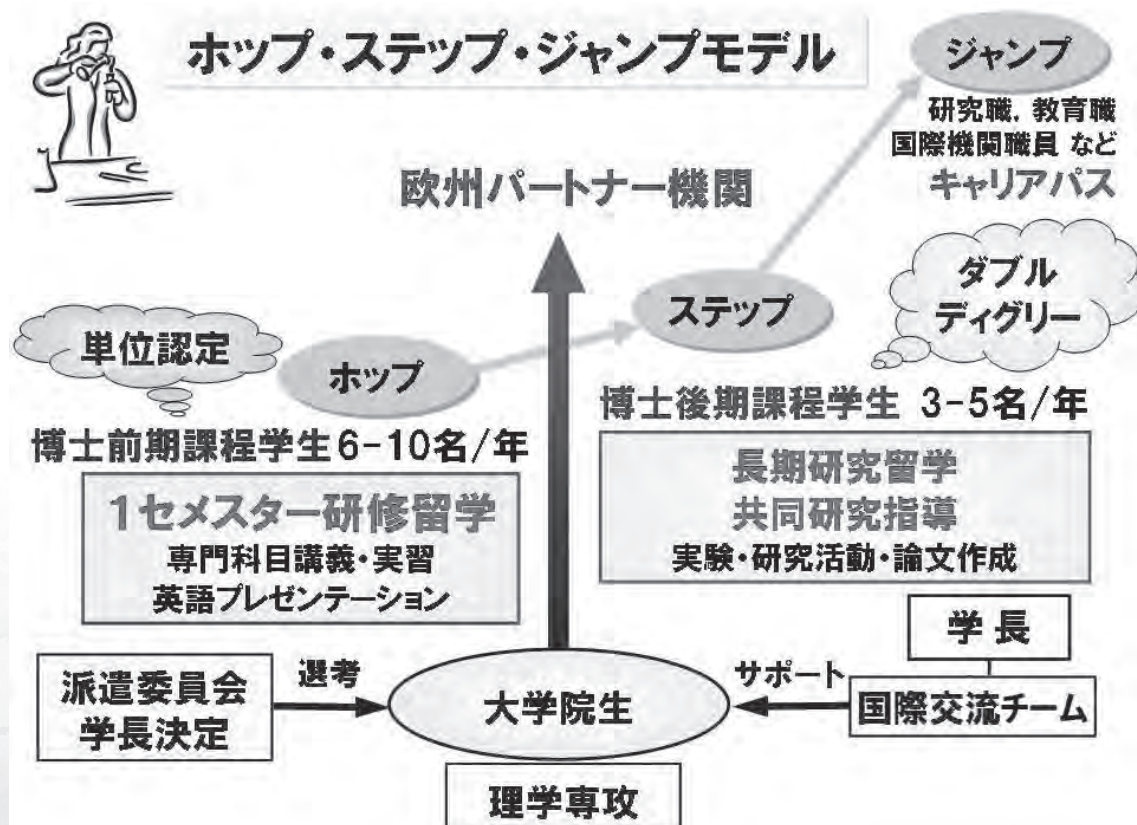 ホップ・ステップ・ジャンプモデル
ジャンプ
研究職，教育職
国際機関職員 など
キャリアパス
欧州パートナー機関
ダブル
ディグリー
ステップ
単位認定
ホップ
博士前期課程学生6-10名/年
1セメスター研修留学
専門科目講義・実習
英語プレゼンテーション
博士後期課程学生 3-5名/年
長期研究留学
共同研究指導
実験・研究活動・論文作成
派遣委員会
学長決定
選考
大学院生
サポート
学長
国際交流チーム
理学専攻